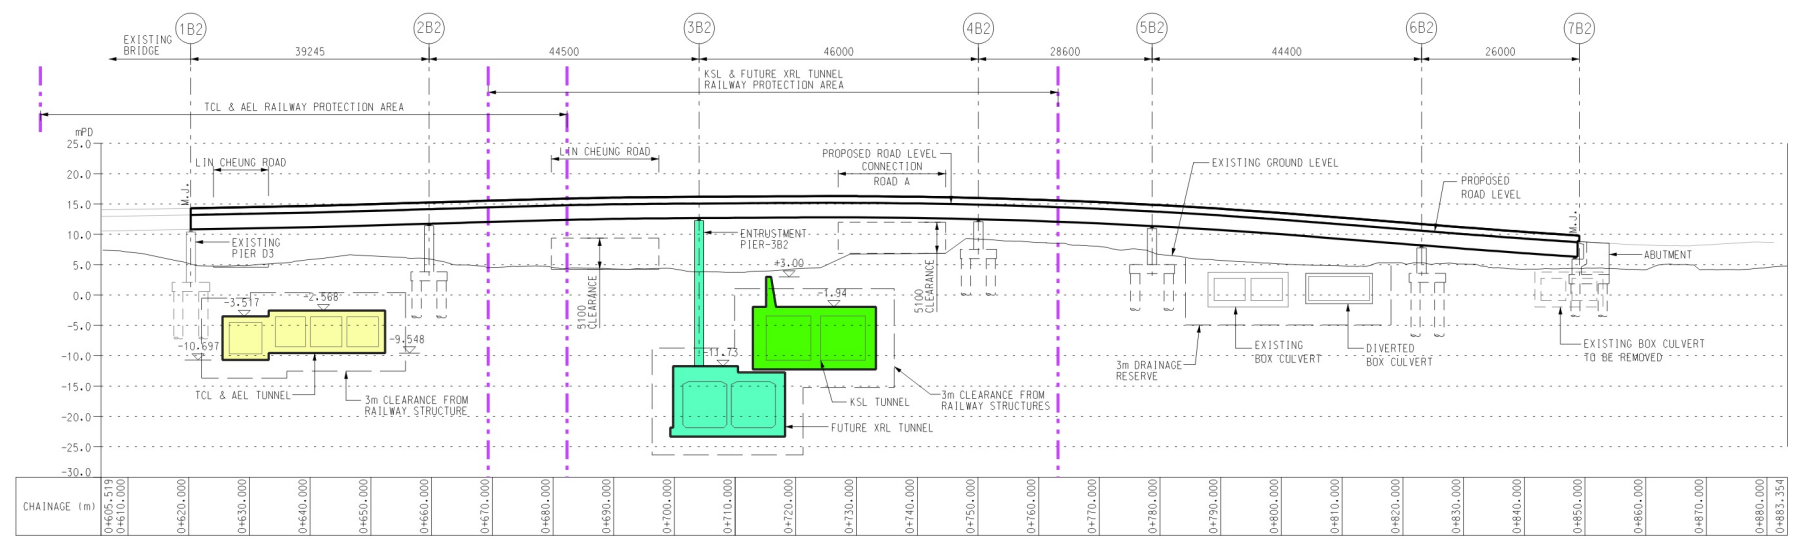 1B2
2B2
3B2
4B2
5B2
6B2
7B2
EXISTING
BRIDGE
39245
44500
46000
28600
44400
26000
KSL & FUTURE XRL TUNNEL
RAILWAY PROTECTION AREA
TCL & AEL RAILWAY PROTECTION AREA
mPD
25.0
20.0
15.0
10.0
5.0
0.0
-5.0
-10.0
-15.0
-20.0
-25.0
-30.0
LIN CHEUNG ROAD
LIN CHEUNG ROAD
PROPOSED ROAD LEVEL
CONNECTION
ROAD A
EXISTING GROUND LEVEL
PROPOSED
ROAD LEVEL
M.J.
M.J.
EXISTING
PIER D3
ENTRUSTMENT
PIER-3B2
ABUTMENT
+3.00
5100
CLEARANCE
5100
CLEARANCE
-3.517
-2.568
-1.94
-10.697
-9.548
-11.73
TCL & AEL TUNNEL
3m CLEARANCE FROM
RAILWAY STRUCTURE
KSL TUNNEL
3m CLEARANCE FROM
RAILWAY STRUCTURES
FUTURE XRL TUNNEL
3m DRAINAGE
RESERVE
EXISTING
BOX CULVERT
DIVERTED
BOX CULVERT
EXISTING BOX CULVERT
TO BE REMOVED
CHAINAGE (m)
0+605.519
0+610.000
0+620.000
0+630.000
0+640.000
0+650.000
0+660.000
0+670.000
0+680.000
0+690.000
0+700.000
0+710.000
0+720.000
0+730.000
0+740.000
0+750.000
0+760.000
0+770.000
0+780.000
0+790.000
0+800.000
0+810.000
0+820.000
0+830.000
0+840.000
0+850.000
0+860.000
0+870.000
0+880.000
0+883.354